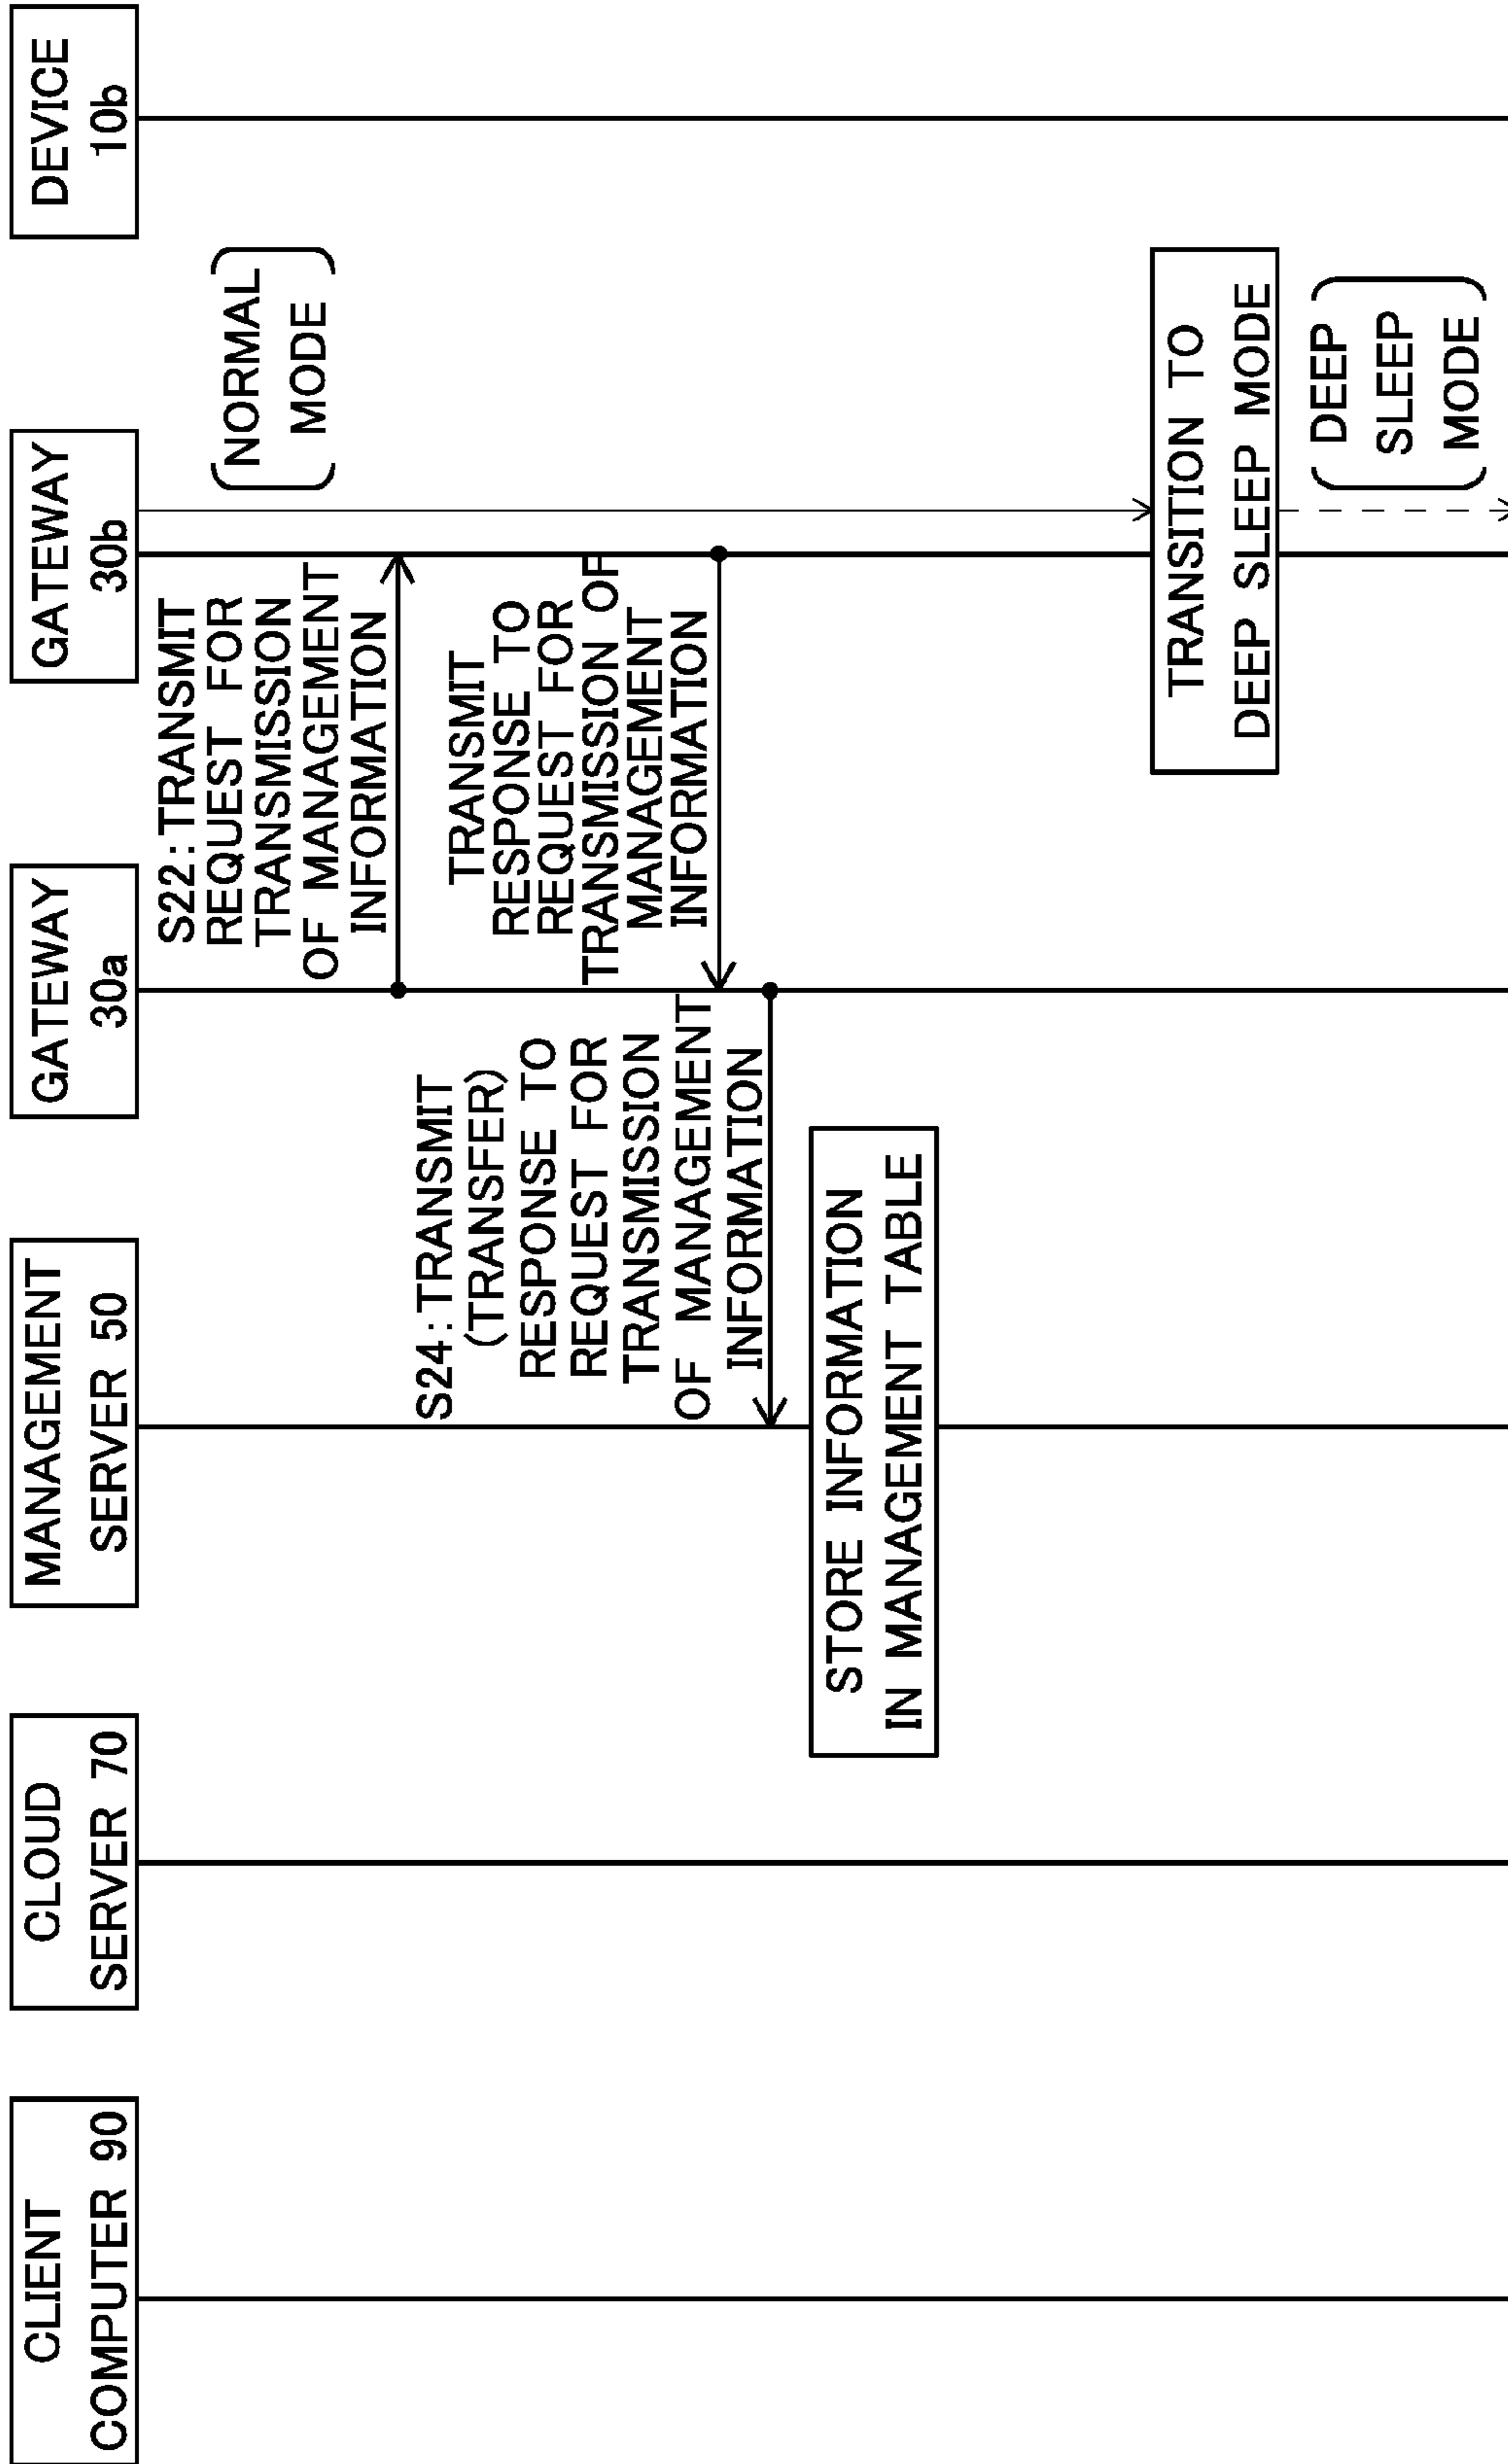 CLIENT
COMPUTER 90
CLOUD
SERVER 70
MANAGEMENT
SERVER 50
GATEWAY
30a
GATEWAY
30b
DEVICE
10b
S22:TRANSMIT
REQUEST FOR
TRANSMISSION
OF MANAGEMENT
INFORMATION
NORMAL
MODE
TRANSMIT
RESPONSE TO
REQUEST FOR
TRANSMISSION OF
MANAGEMENT
INFORMATION
S24:TRANSMIT
(TRANSFER)
RESPONSE TO
REQUEST FOR
TRANSMISSION
OF MANAGEMENT
INFORMATION
STORE INFORMATION
IN MANAGEMENT TABLE
TRANSITION TO
DEEP SLEEP MODE
DEEP
SLEEP
MODE